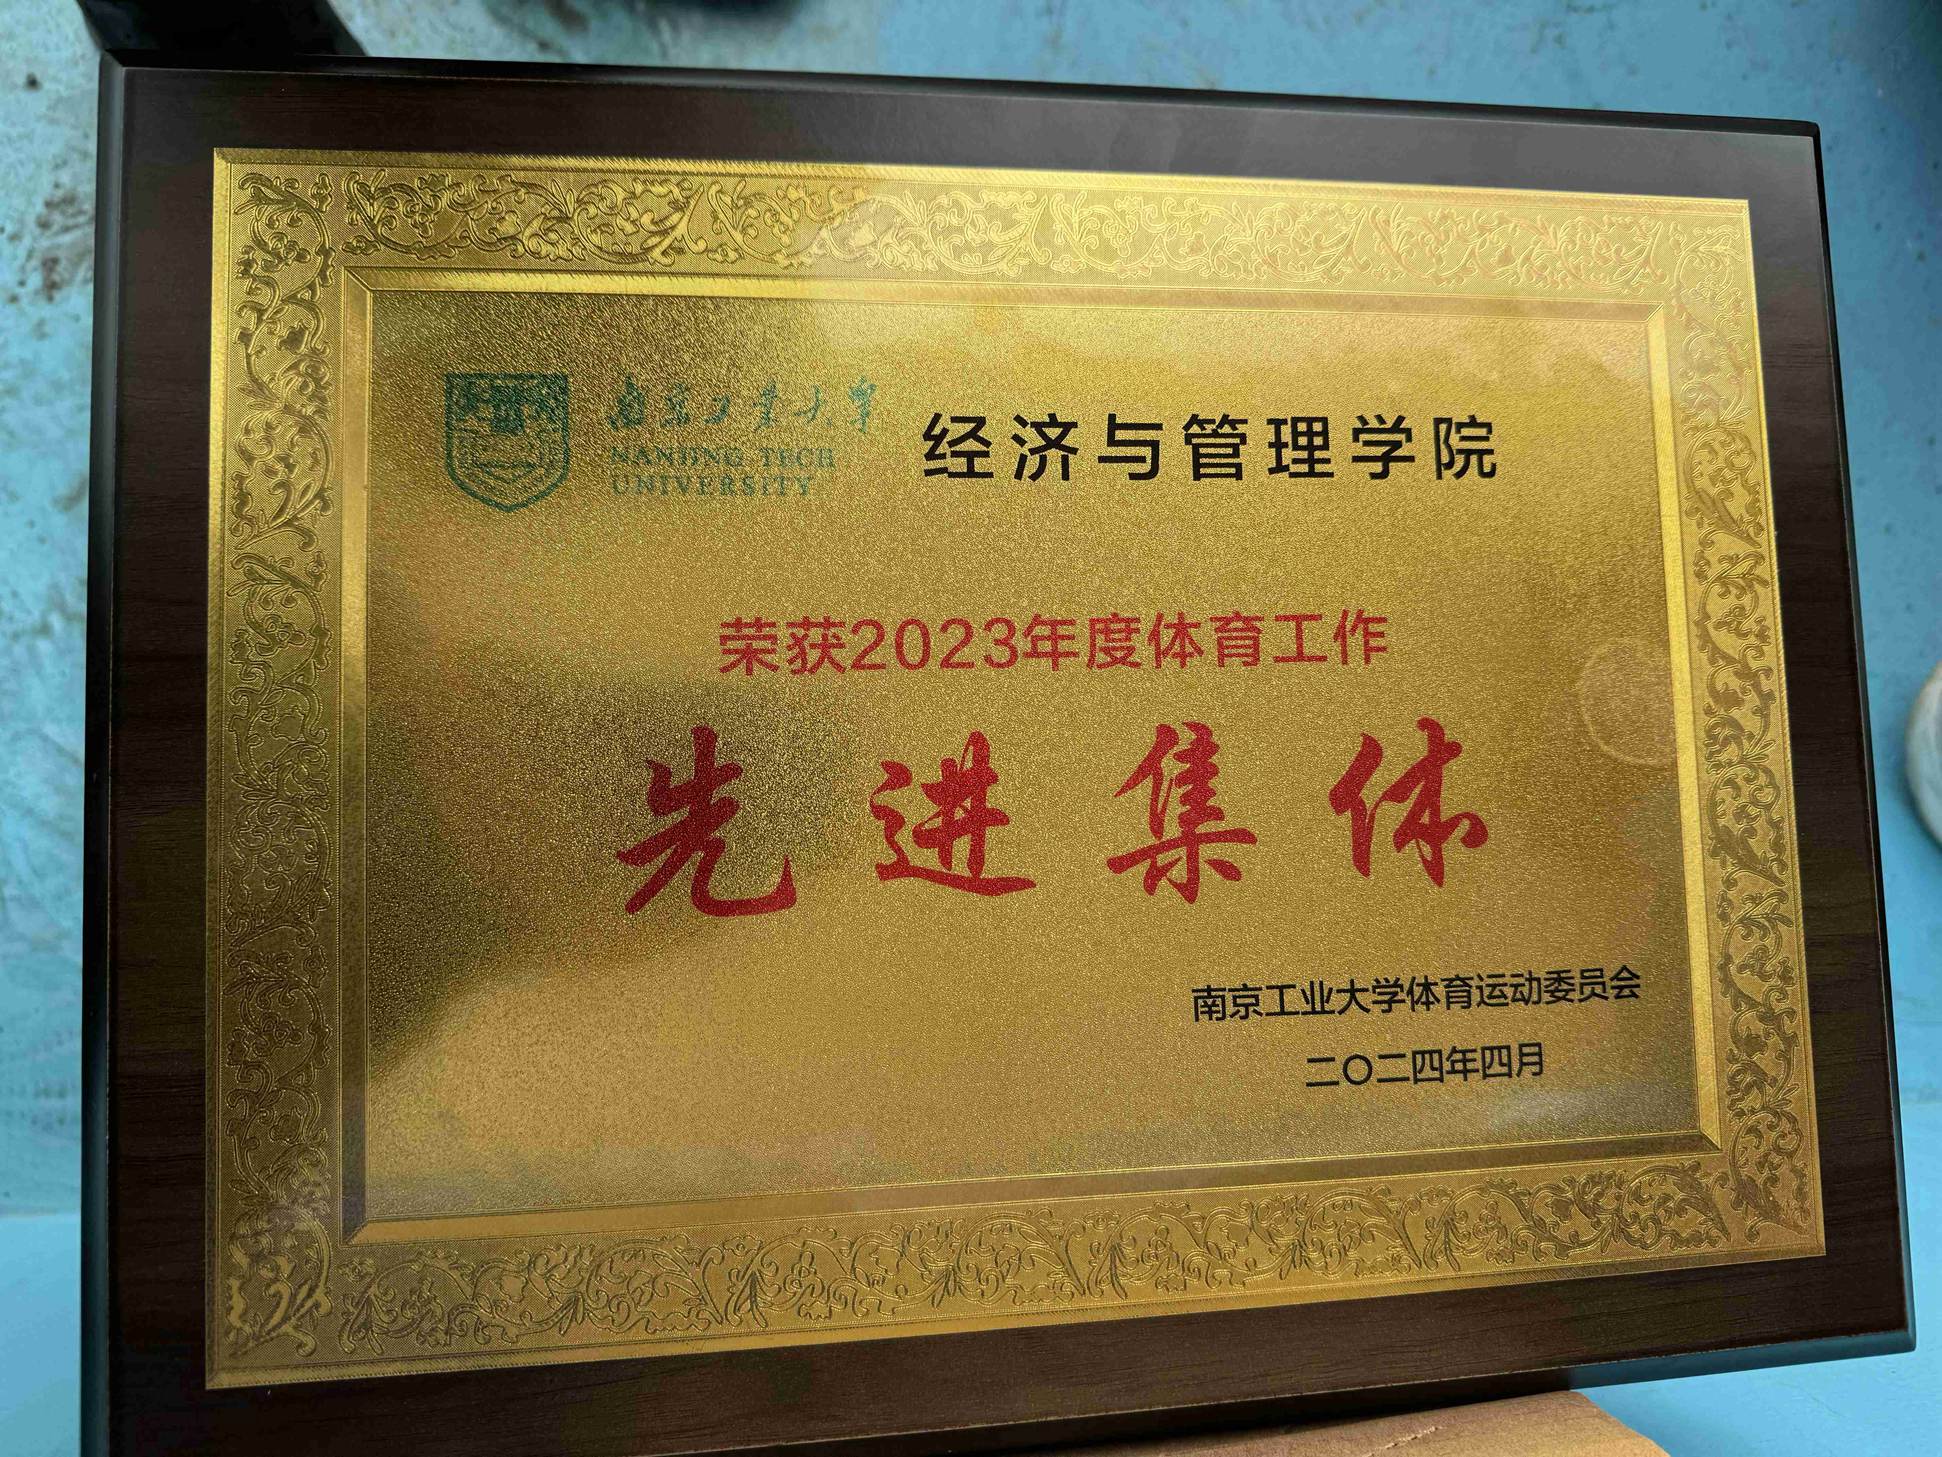 南京工业大学
NANJING TECH
UNIVERSITY
经济与管理学院
荣获2023年度体育工作
先进集体
南京工业大学体育运动委员会
二〇二四年四月